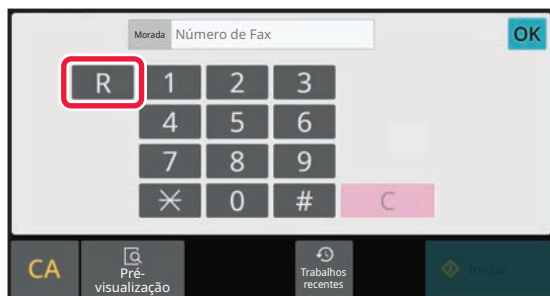 Morada Número de Fax OK
R 1 2 3
4 5 6
7 8 9
* 0 # C
CA Pré-visualização Trabalhos recentes Iniciar